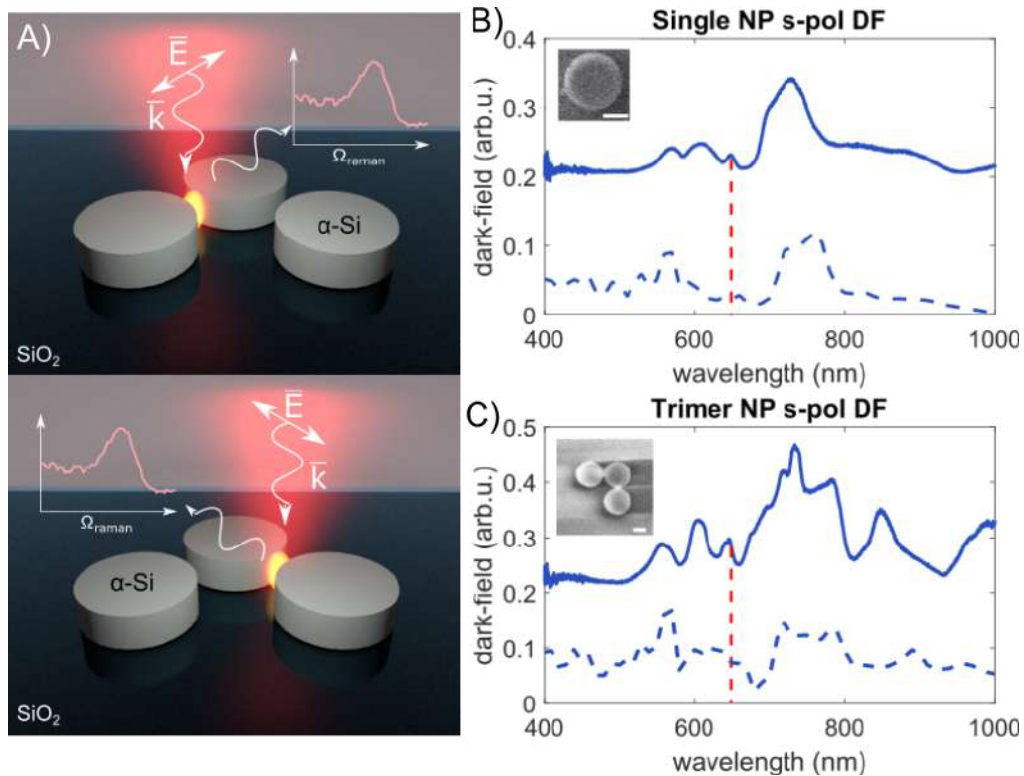 A)
E
k
Ωraman
α-Si
SiO2
E
k
Ωraman
α-Si
SiO2
B)
Single NP s-pol DF
dark-field (arb.u.)
0.4
0.3
0.2
0.1
0
400
600
800
1000
wavelength (nm)
C)
Trimer NP s-pol DF
dark-field (arb.u.)
0.5
0.4
0.3
0.2
0.1
0
400
600
800
1000
wavelength (nm)